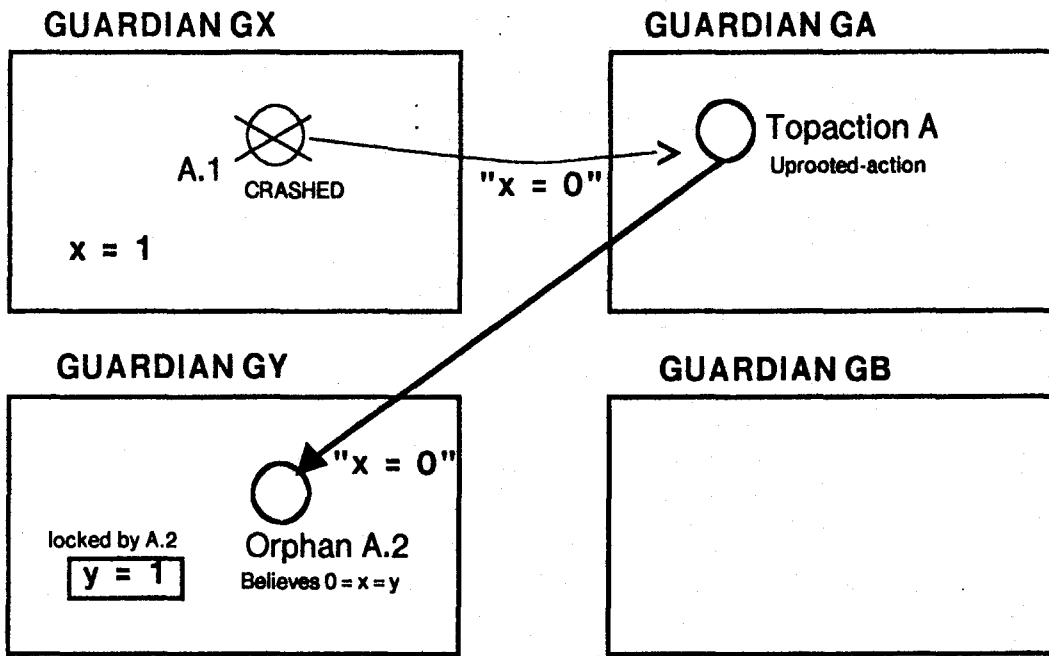 GUARDIAN GX
GUARDIAN GA
A.1
CRASHED
x = 1
"x = 0"
Topaction A
Uprooted-action
GUARDIAN GY
GUARDIAN GB
"x = 0"
locked by A.2
y = 1
Orphan A.2
Believes 0 = x = y